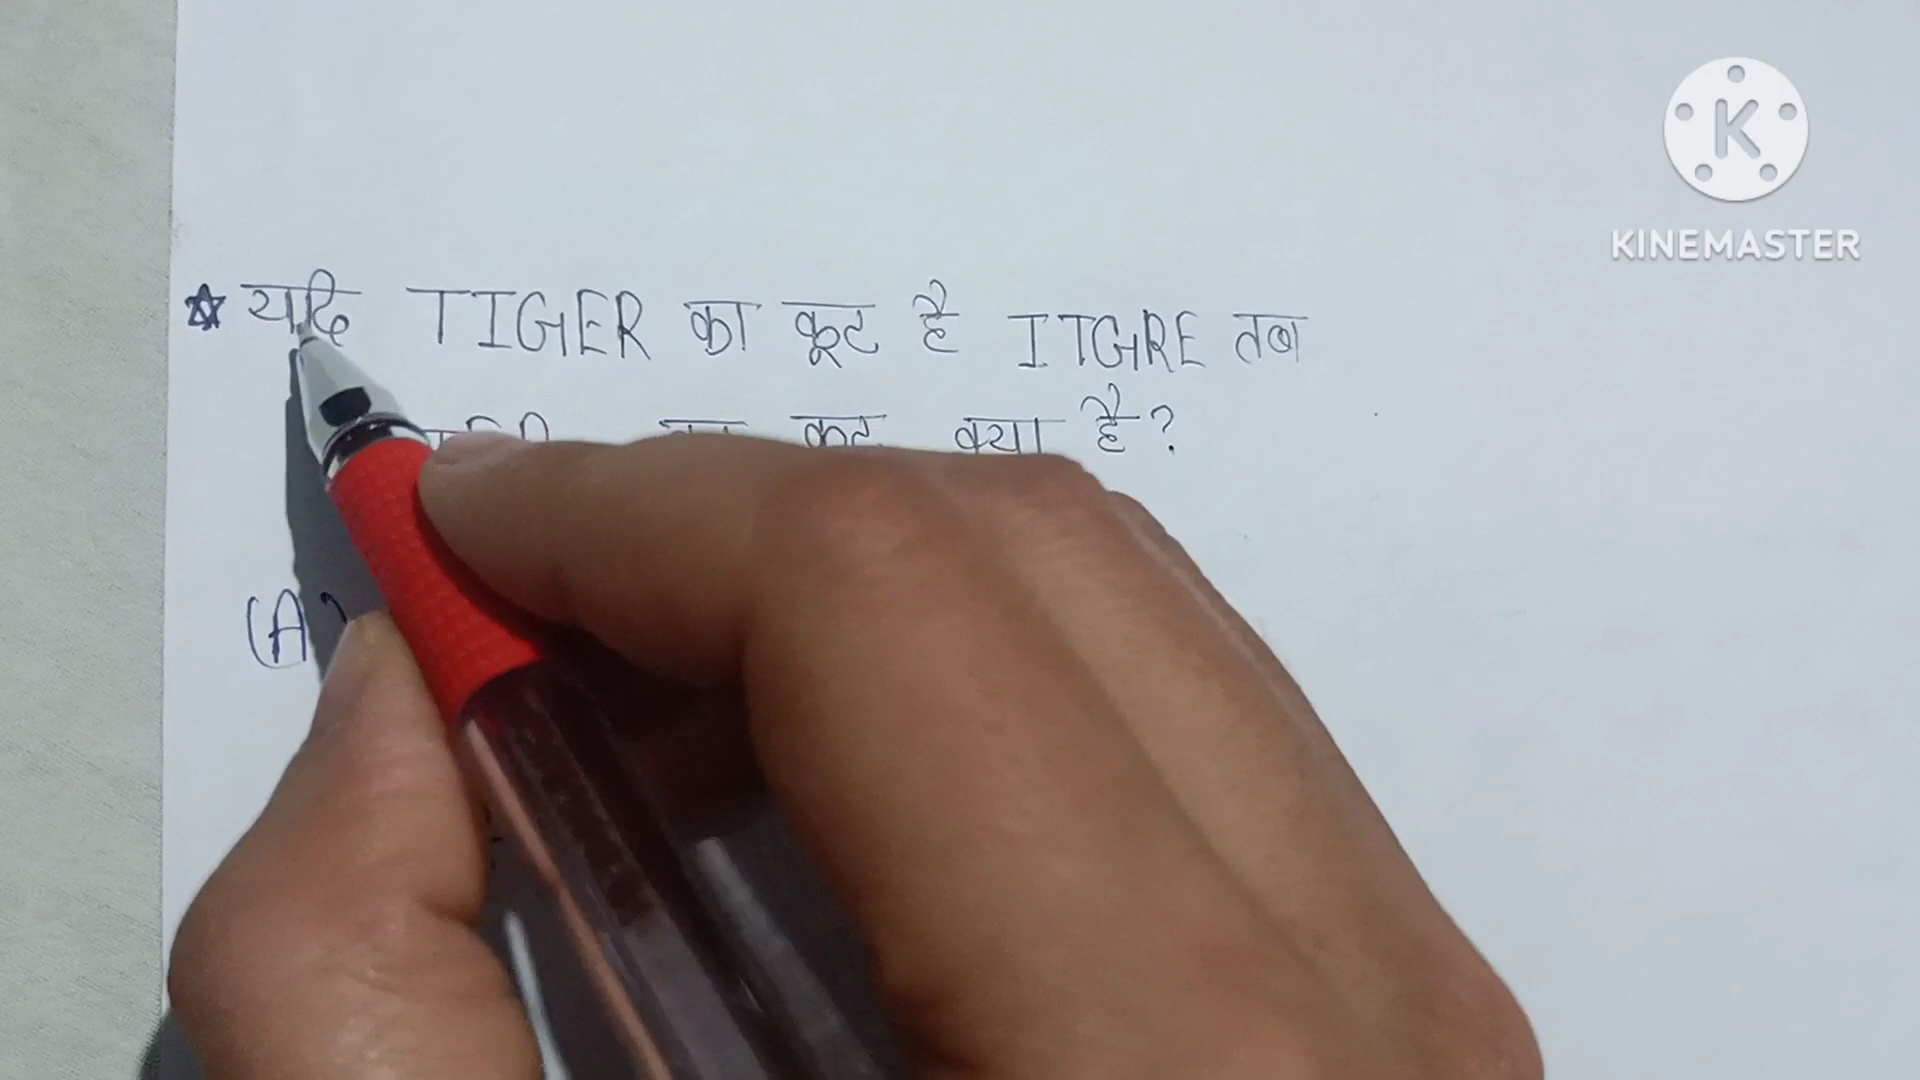 यदि TIGER का कूट है ITGRE तब
का कूट क्या है?
(A)
K
KINEMASTER